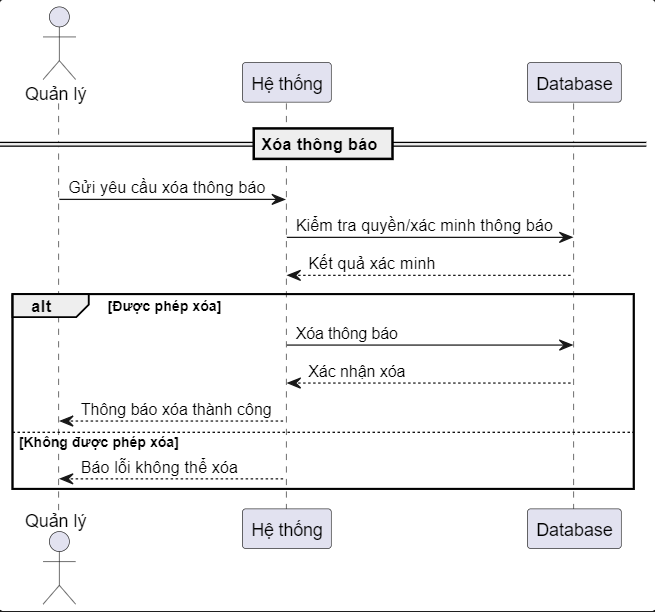 Quản lý
Hệ thống
Database
Xóa thông báo
Gửi yêu cầu xóa thông báo
Kiểm tra quyền/xác minh thông báo
Kết quả xác minh
alt
[Được phép xóa]
Xóa thông báo
Xác nhận xóa
Thông báo xóa thành công
[Không được phép xóa]
Báo lỗi không thể xóa
Quản lý
Hệ thống
Database